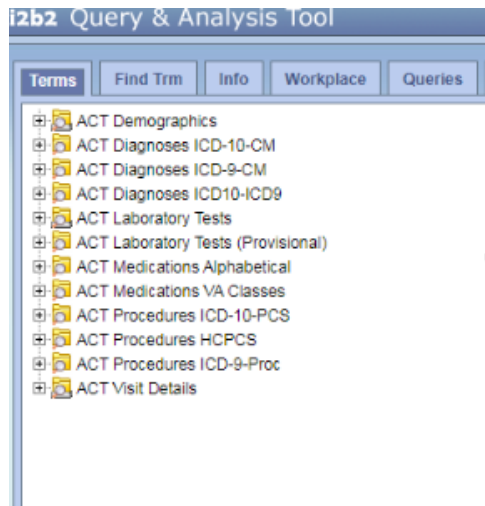 i2b2 Query & Analysis Tool
Terms Find Trm Info Workplace Queries
ACT Demographics
ACT Diagnoses ICD-10-CM
ACT Diagnoses ICD-9-CM
ACT Diagnoses ICD10-ICD9
ACT Laboratory Tests
ACT Laboratory Tests (Provisional)
ACT Medications Alphabetical
ACT Medications VA Classes
ACT Procedures ICD-10-PCS
ACT Procedures HCPCS
ACT Procedures ICD-9-Proc
ACT Visit Details